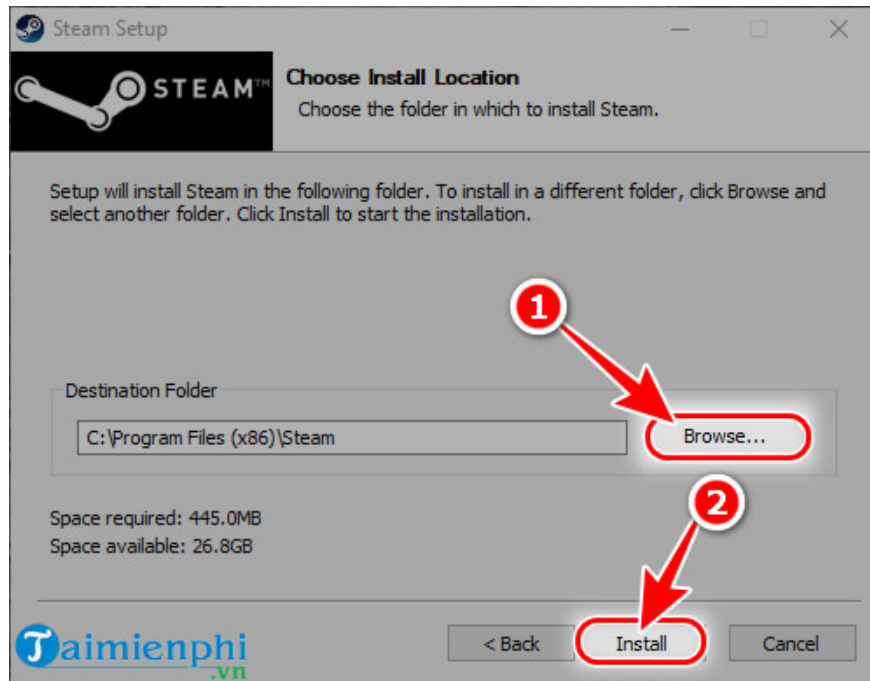 Steam Setup
STEAM™
Choose Install Location
Choose the folder in which to install Steam.
Setup will install Steam in the following folder. To install in a different folder, click Browse and
select another folder. Click Install to start the installation.
1
Destination Folder
C:\Program Files (x86)\Steam
Browse...
Space required: 445.0MB
2
Space available: 26.8GB
Taimienphi
.vn
< Back
Install
Cancel